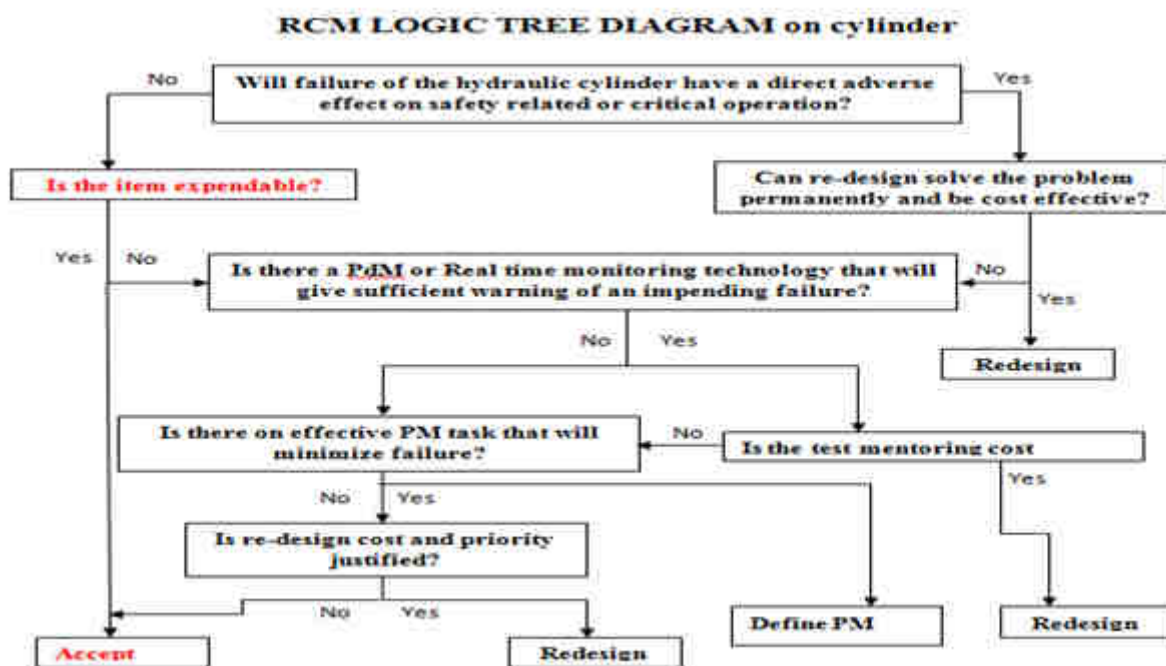 RCM LOGIC TREE DIAGRAM on cylinder
No
Yes
Will failure of the hydraulic cylinder have a direct adverse
effect on safety related or critical operation?
Is the item expendable?
Can re-design solve the problem
permanently and be cost effective?
Yes
No
Is there a PdM or Real time monitoring technology that will
give sufficient warning of an impending failure?
No
Yes
No
Yes
Redesign
Is there on effective PM task that will
minimize failure?
No
Is the test mentoring cost
No
Yes
Yes
Is re-design cost and priority
justified?
No
Yes
Accept
Redesign
Define PM
Redesign